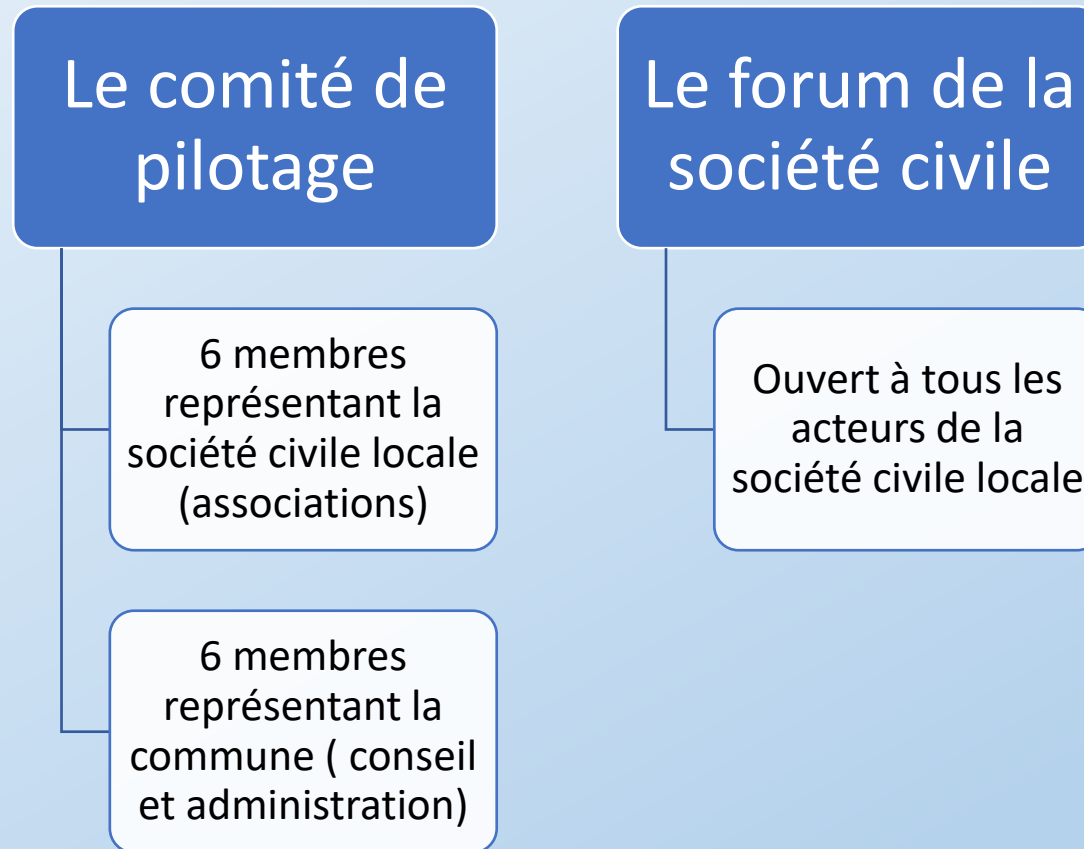 Le comité de
pilotage
6 membres
représentant la
société civile locale
(associations)
6 membres
représentant la
commune ( conseil
et administration)
Le forum de la
société civile
Ouvert à tous les
acteurs de la
société civile locale